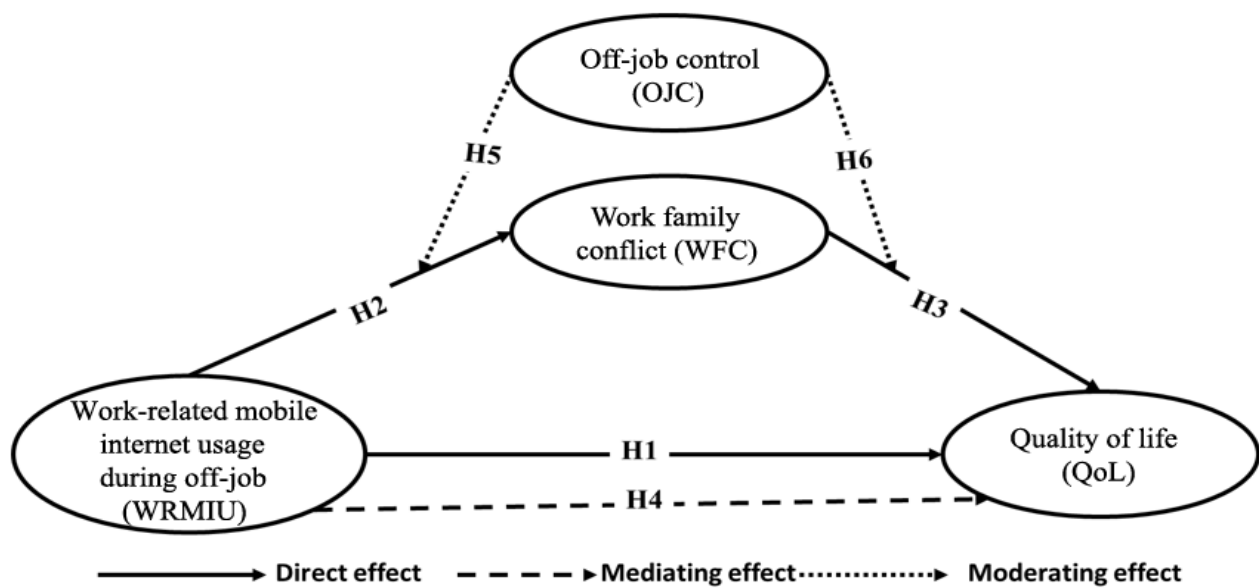 Off-job control
(OJC)
H5
H6
Work family
conflict (WFC)
H2
H3
Work-related mobile
internet usage
during off-job
(WRMIU)
H1
Quality of life
(QoL)
H4
Direct effect
Mediating effect
Moderating effect